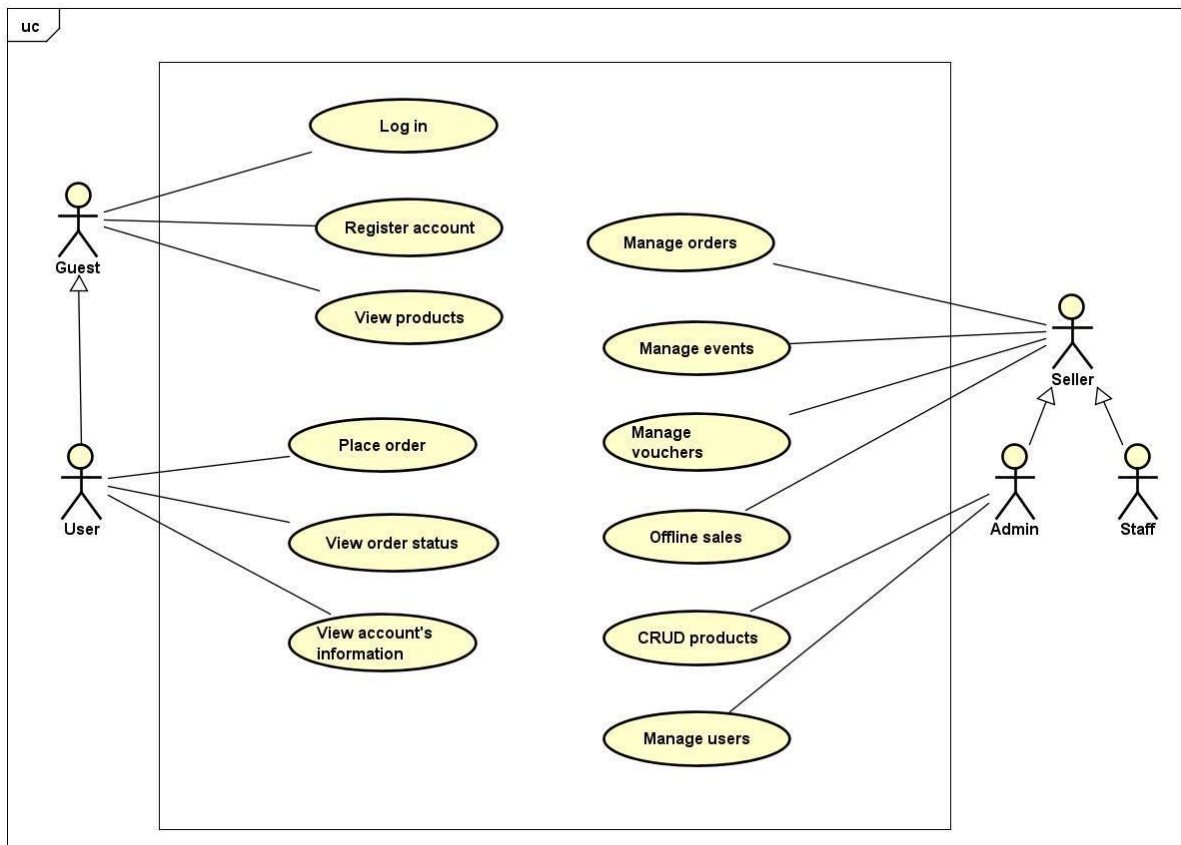 uc
Log in
Register account
Guest
View products
Manage orders
Manage events
Seller
Manage
vouchers
Place order
User
View order status
Offline sales
Admin
Staff
View account's
information
CRUD products
Manage users